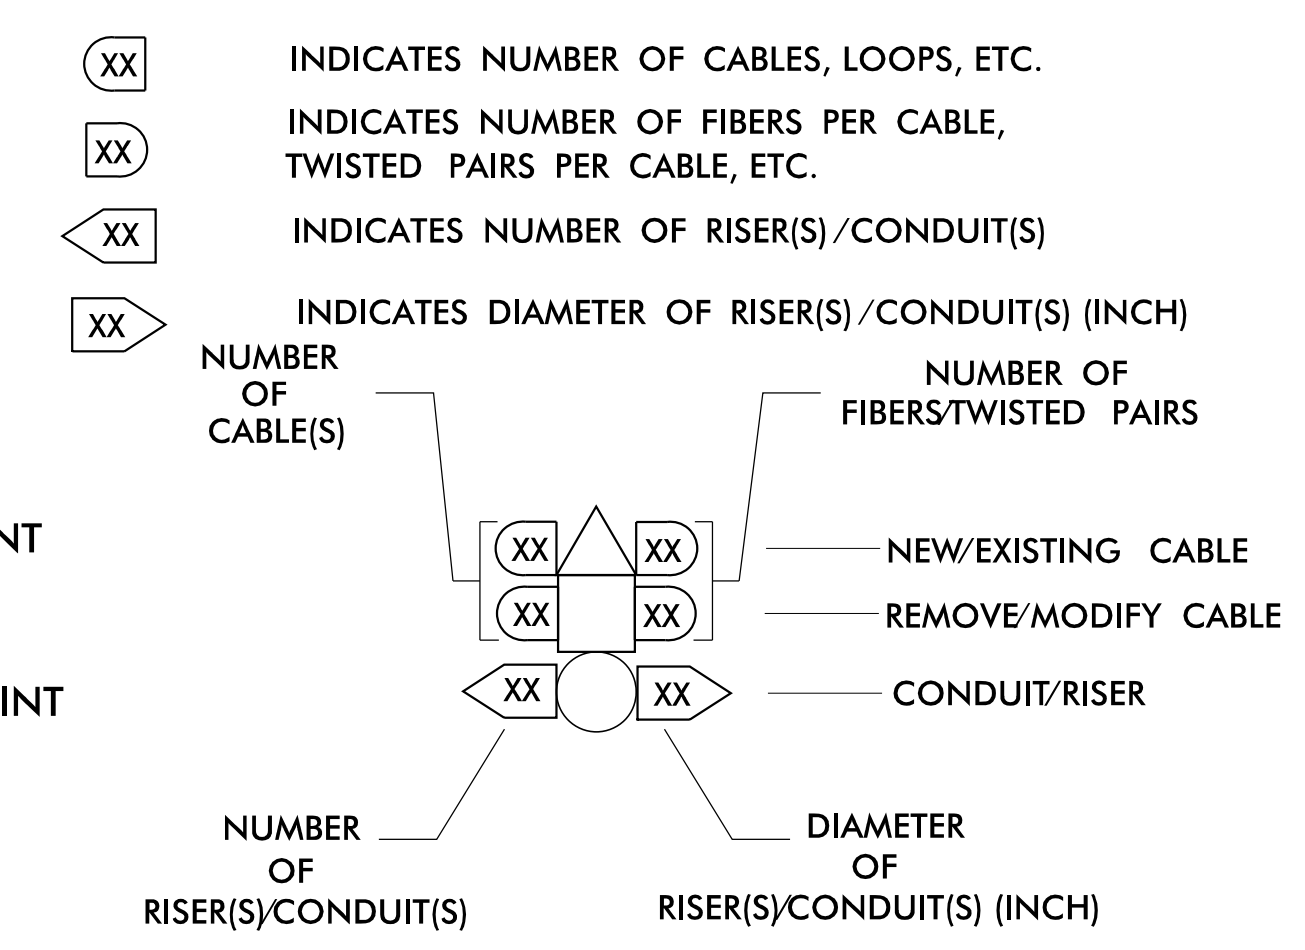 XX INDICATES NUMBER OF CABLES, LOOPS, ETC.
XX INDICATES NUMBER OF FIBERS PER CABLE,
TWISTED PAIRS PER CABLE, ETC.
XX INDICATES NUMBER OF RISER(S)/CONDUIT(S)
XX INDICATES DIAMETER OF RISER(S)/CONDUIT(S) (INCH)
NUMBER
OF
CABLE(S)
NUMBER OF
FIBERS/TWISTED PAIRS
NT
XX XX NEW/EXISTING CABLE
XX XX REMOVE/MODIFY CABLE
INT
XX XX CONDUIT/RISER
NUMBER
OF
RISER(S)/CONDUIT(S)
DIAMETER
OF
RISER(S)/CONDUIT(S) (INCH)